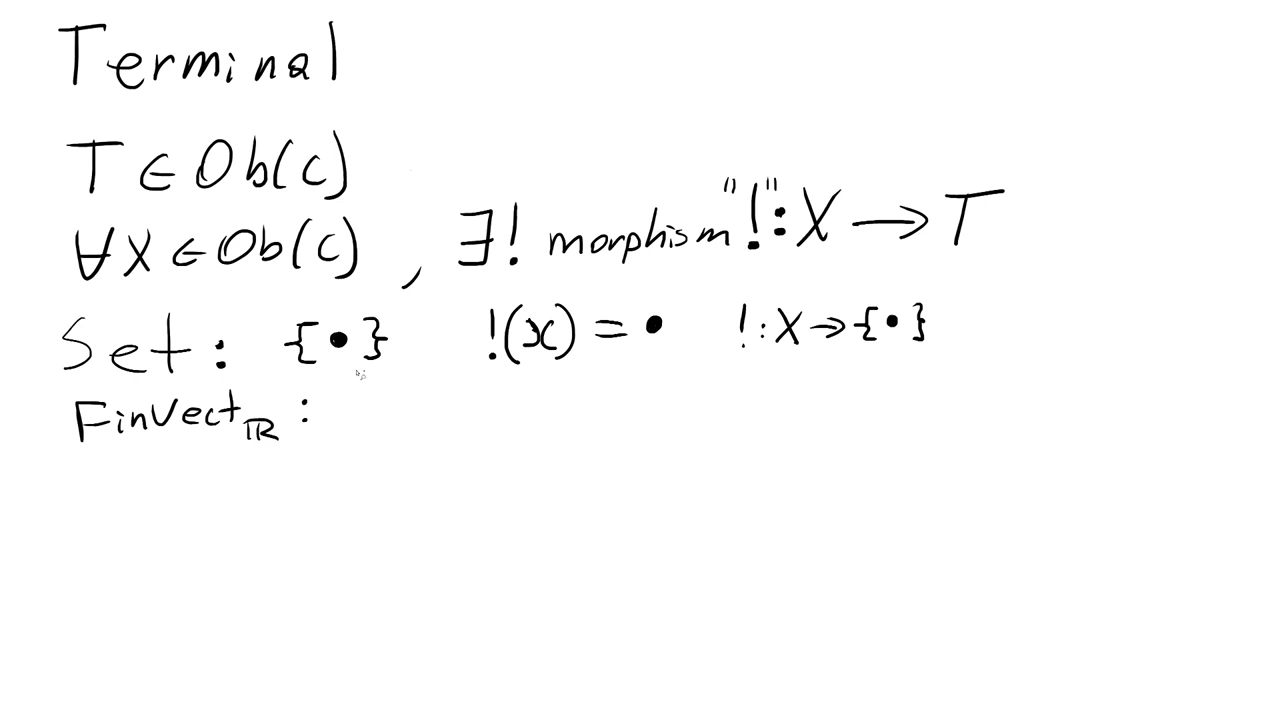 Terminal
T ∈ Ob(C)
∀X ∈ Ob(C), ∃! morphism "!": X → T
Set: {•} !(x) = • !: X → {•}
FinVect_ℝ: